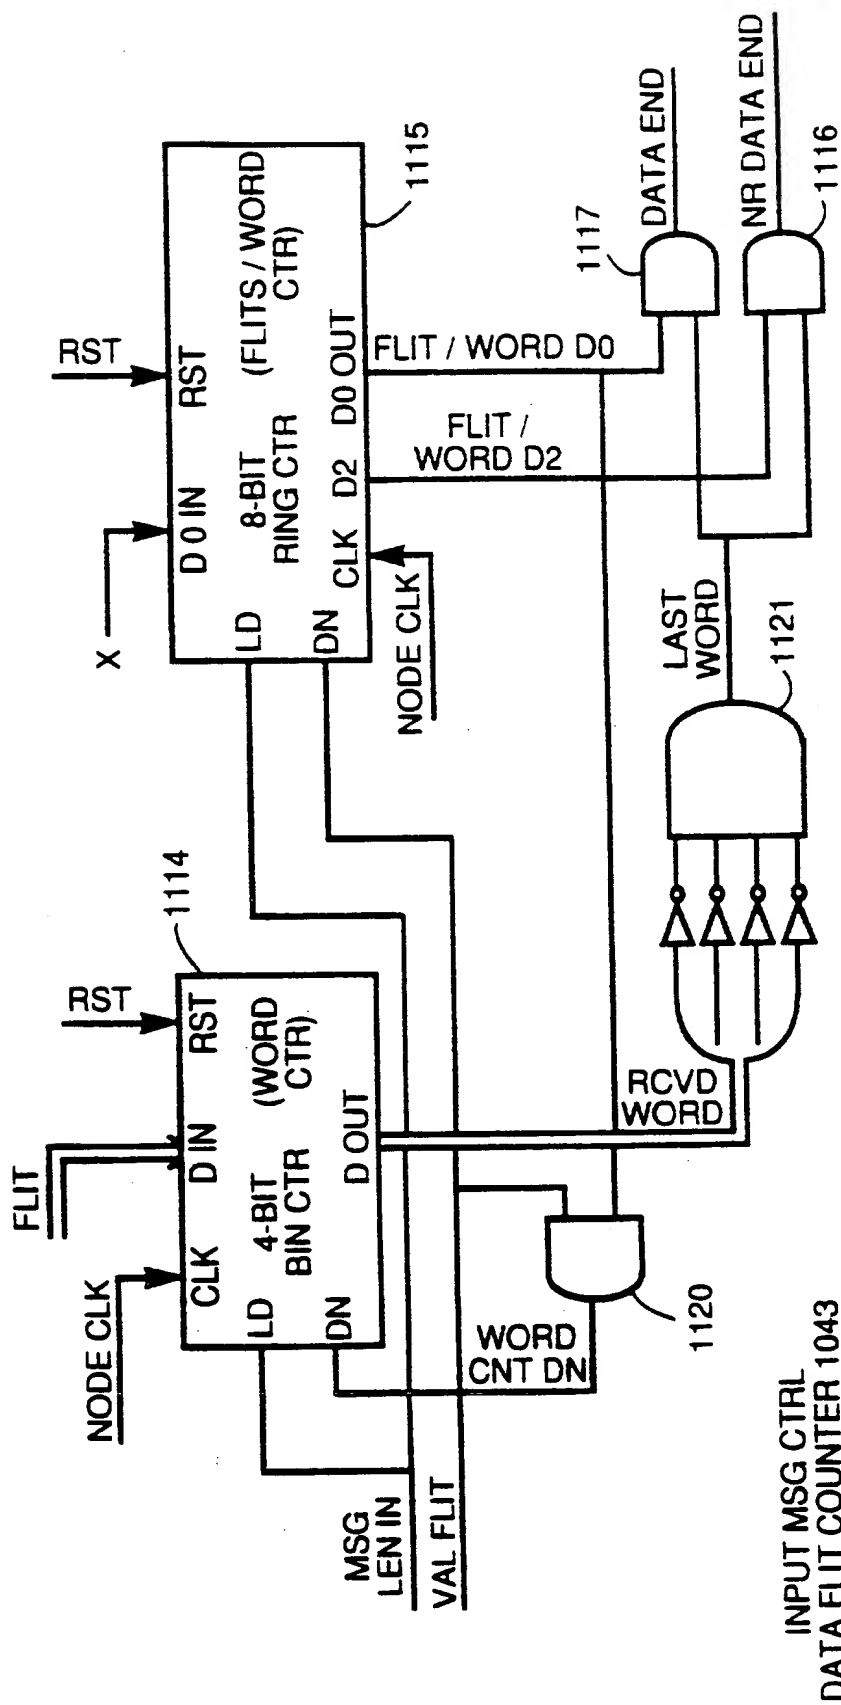 RST
X
D0 IN
RST
8-BIT
RING CTR
(FLITS / WORD
CTR)
LD
DN
CLK
D2
D0 OUT
1115
NODE CLK
FLIT / WORD D0
FLIT /
WORD D2
1117
DATA END
NR DATA END
1116
LAST
WORD
1121
1114
RST
FLIT
NODE CLK
CLK
D IN
RST
4-BIT
BIN CTR
(WORD
CTR)
LD
DN
D OUT
RCVD
WORD
WORD
CNT DN
1120
MSG
LEN IN
VAL FLIT
INPUT MSG CTRL
DATA FLIT COUNTER 1043